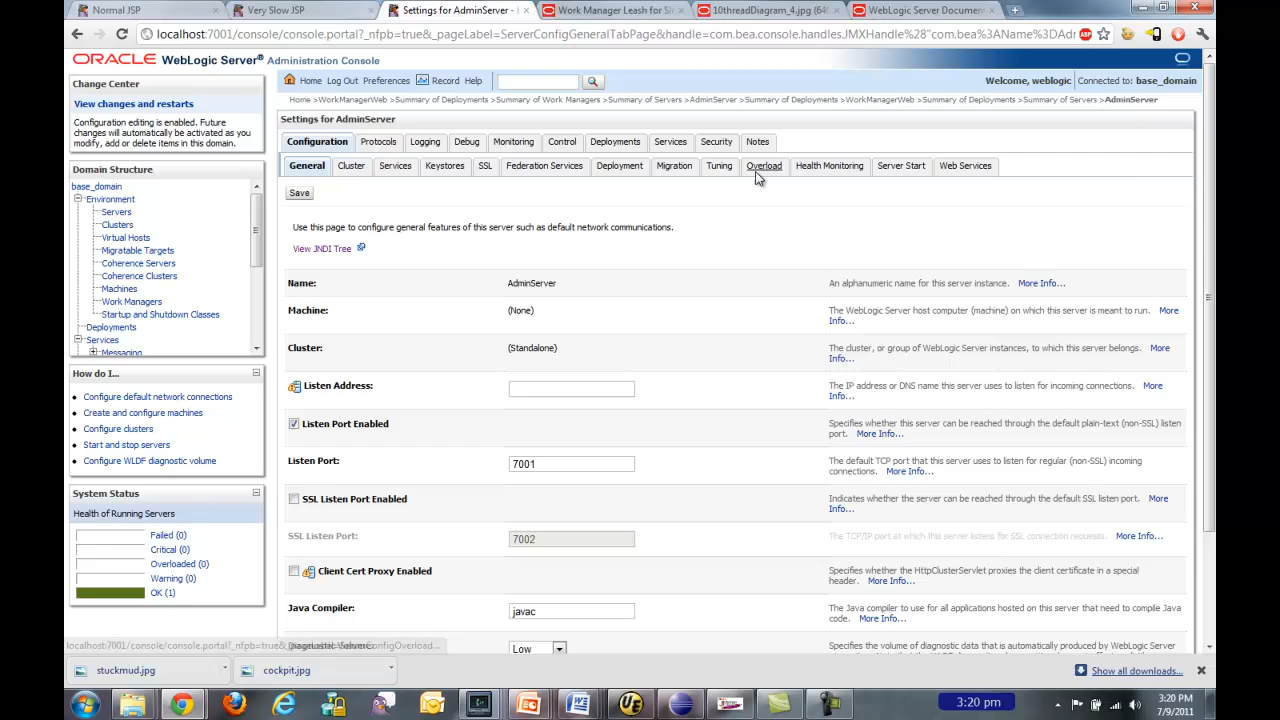 Normal JSP
Very Slow JSP
Settings for AdminServer -
Work Manager Leash for Sl
10threadDiagram_4.jpg (640
WebLogic Server Document
localhost:7001/console/console.portal?_nfpb=true&_pageLabel=ServerConfigGeneralTabPage&handle=com.bea.console.handles.JMXHandle%28"com.bea%3AName%3DAdr
ORACLE WebLogic Server® Administration Console
Change Center
View changes and restarts
Configuration editing is enabled. Future
changes will automatically be activated as you
modify, add or delete items in this domain.
Domain Structure
base_domain
Environment
Servers
Clusters
Virtual Hosts
Migratable Targets
Coherence Servers
Coherence Clusters
Machines
Work Managers
Startup and Shutdown Classes
Deployments
Services
Messaging
How do I...
Configure default network connections
Create and configure machines
Configure clusters
Start and stop servers
Configure WLDF diagnostic volume
System Status
Health of Running Servers
Failed (0)
Critical (0)
Overloaded (0)
Warning (0)
OK (1)
Home Log Out Preferences Record Help
Welcome, weblogic Connected to: base_domain
Home >WorkManagerWeb >Summary of Deployments >Summary of Work Managers >Summary of Servers >AdminServer >Summary of Deployments >WorkManagerWeb >Summary of Deployments >Summary of Servers >AdminServer
Settings for AdminServer
Configuration Protocols Logging Debug Monitoring Control Deployments Services Security Notes
General Cluster Services Keystores SSL Federation Services Deployment Migration Tuning Overload Health Monitoring Server Start Web Services
Save
Use this page to configure general features of this server such as default network communications.
View JNDI Tree
Name: AdminServer An alphanumeric name for this server instance. More Info...
Machine: (None) The WebLogic Server host computer (machine) on which this server is meant to run. More
Info...
Cluster: (Standalone) The cluster, or group of WebLogic Server instances, to which this server belongs. More
Info...
Listen Address: The IP address or DNS name this server uses to listen for incoming connections. More
Info...
Listen Port Enabled Specifies whether this server can be reached through the default plain-text (non-SSL) listen
port. More Info...
Listen Port: 7001 The default TCP port that this server uses to listen for regular (non-SSL) incoming
connections. More Info...
SSL Listen Port Enabled Indicates whether the server can be reached through the default SSL listen port. More
Info...
SSL Listen Port: 7002 The TCP/IP port at which this server listens for SSL connection requests. More Info...
Client Cert Proxy Enabled Specifies whether the HttpClusterServlet proxies the client certificate in a special
header. More Info...
Java Compiler: javac The Java compiler to use for all applications hosted on this server that need to compile Java
code. More Info...
Low Specifies the volume of diagnostic data that is automatically produced by WebLogic Server
stuckmud.jpg
cockpit.jpg
Show all downloads...
3:20 pm
3:20 PM
7/9/2011